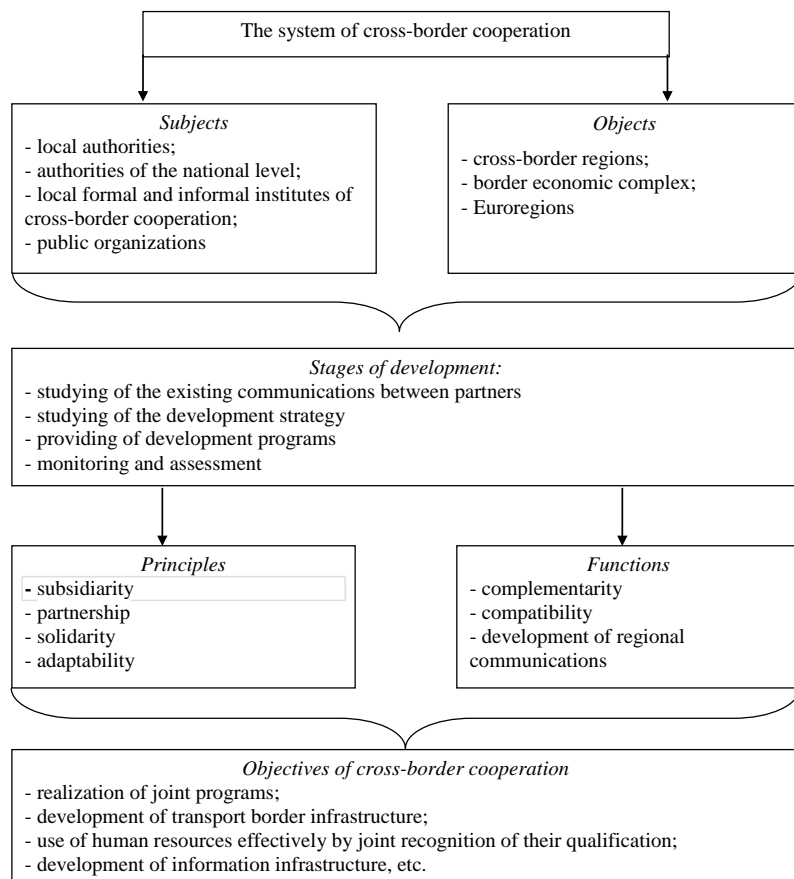 The system of cross-border cooperation
Subjects
- local authorities;
- authorities of the national level;
- local formal and informal institutes of
cross-border cooperation;
- public organizations
Objects
- cross-border regions;
- border economic complex;
- Euroregions
Stages of development:
- studying of the existing communications between partners
- studying of the development strategy
- providing of development programs
- monitoring and assessment
Principles
- subsidiarity
- partnership
- solidarity
- adaptability
Functions
- complementarity
- compatibility
- development of regional
communications
Objectives of cross-border cooperation
- realization of joint programs;
- development of transport border infrastructure;
- use of human resources effectively by joint recognition of their qualification;
- development of information infrastructure, etc.